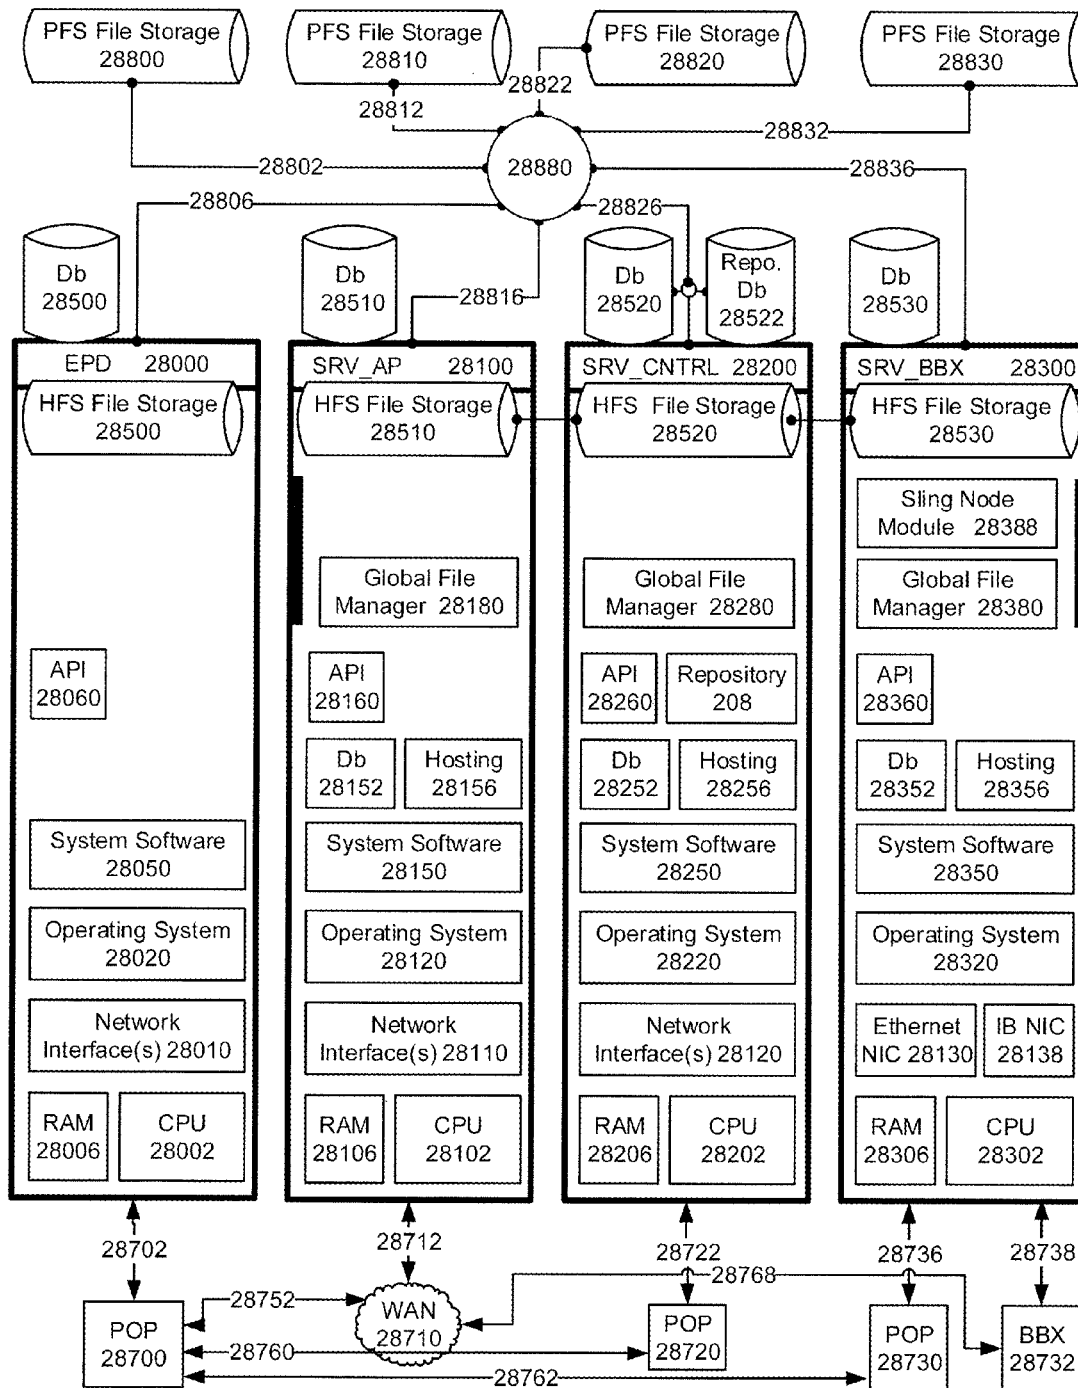 PFS File Storage
28800
PFS File Storage
28810
PFS File Storage
28820
PFS File Storage
28830
28822
28812
28832
28802
28880
28836
28806
28826
Db
28500
Db
28510
28816
Db
28520
Repo.
Db
28522
Db
28530
EPD 28000
SRV_AP 28100
SRV_CNTRL 28200
SRV_BBX 28300
HFS File Storage
28500
HFS File Storage
28510
HFS File Storage
28520
HFS File Storage
28530
Sling Node
Module 28388
Global File
Manager 28180
Global File
Manager 28280
Global File
Manager 28380
API
28060
API
28160
API
28260
Repository
208
API
28360
Db
28152
Hosting
28156
Db
28252
Hosting
28256
Db
28352
Hosting
28356
System Software
28050
System Software
28150
System Software
28250
System Software
28350
Operating System
28020
Operating System
28120
Operating System
28220
Operating System
28320
Network
Interface(s) 28010
Network
Interface(s) 28110
Network
Interface(s) 28120
Ethernet
NIC 28130
IB NIC
28138
RAM
28006
CPU
28002
RAM
28106
CPU
28102
RAM
28206
CPU
28202
RAM
28306
CPU
28302
28702
28712
28722
28736
28738
28768
28752
POP
28700
WAN
28710
POP
28720
POP
28730
BBX
28732
28760
28762